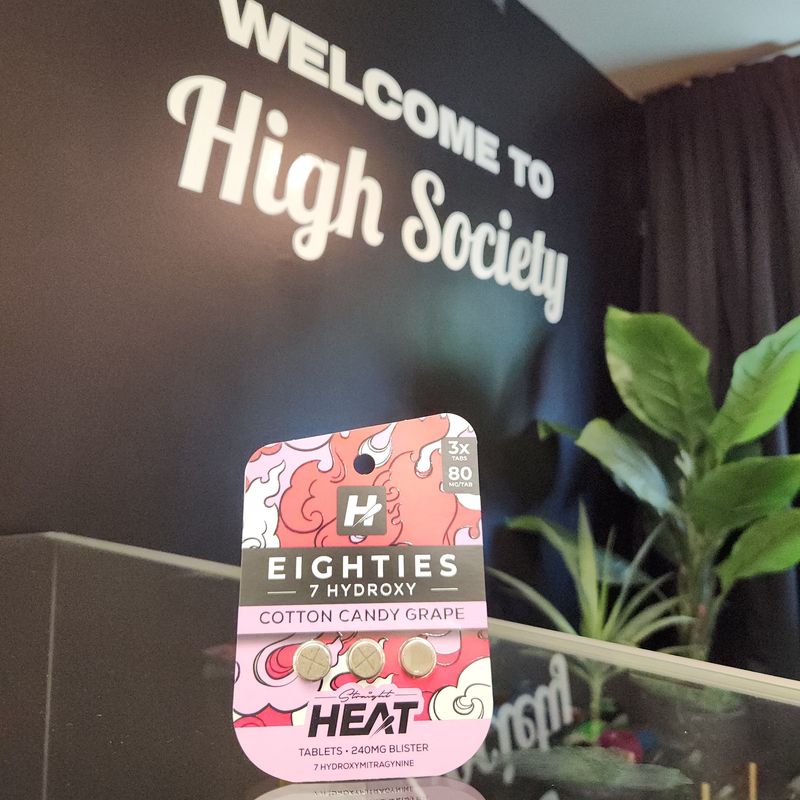 WELCOME TO
High Society
3x
TABS
80
MG/TAB
H
EIGHTIES
7 HYDROXY
COTTON CANDY GRAPE
Straight
HEAT
TABLETS • 240MG BLISTER
7 HYDROXYMITRAGYNINE